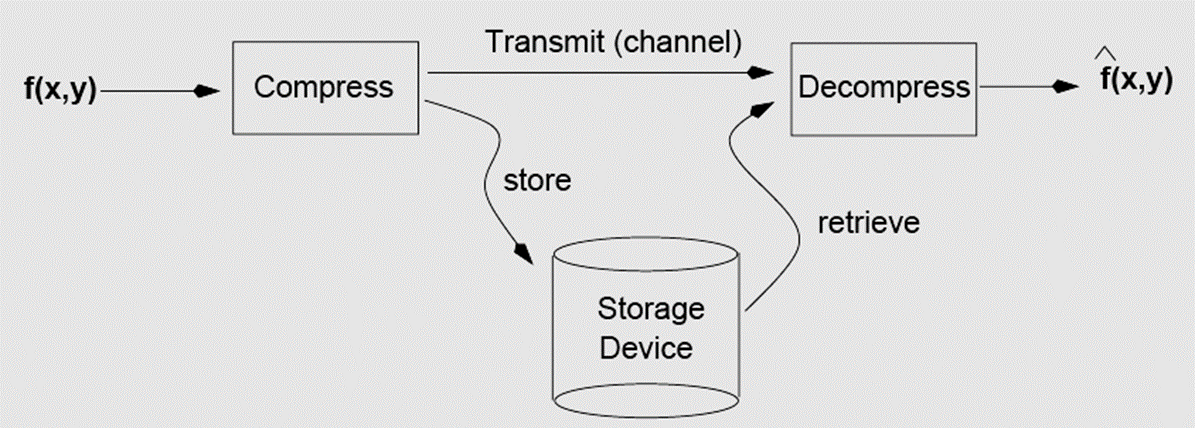 Transmit (channel)
f(x,y)
Compress
Decompress
f̂(x,y)
store
retrieve
Storage
Device